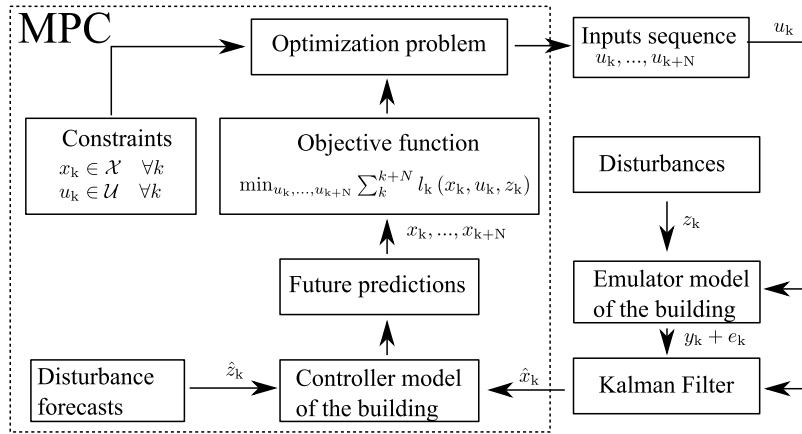 MPC
Optimization problem
Inputs sequence
u_k, ..., u_{k+N}
u_k
Constraints
x_k ∈ 𝒳 ∀k
u_k ∈ 𝒰 ∀k
Objective function
min_{u_k,...,u_{k+N}} ∑_k^{k+N} l_k (x_k, u_k, z_k)
Disturbances
z_k
x_k, ..., x_{k+N}
Future predictions
Emulator model
of the building
y_k + e_k
Disturbance
forecasts
ẑ_k
Controller model
of the building
x̂_k
Kalman Filter